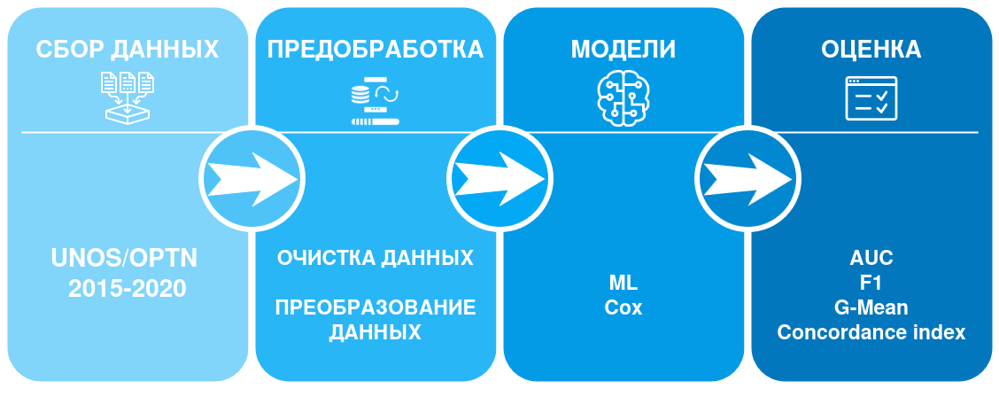 СБОР ДАННЫХ
UNOS/OPTN
2015-2020
ПРЕДОБРАБОТКА
ОЧИСТКА ДАННЫХ
ПРЕОБРАЗОВАНИЕ
ДАННЫХ
МОДЕЛИ
ML
Cox
ОЦЕНКА
AUC
F1
G-Mean
Concordance index